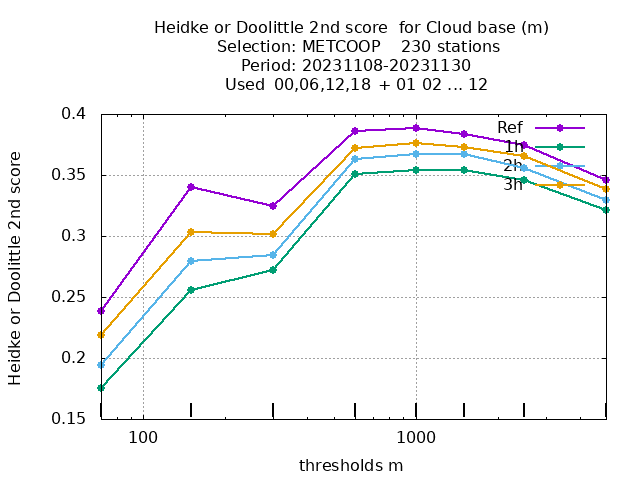 Heidke or Doolittle 2nd score  for Cloud base (m)
Selection: METCOOP    230 stations
Period: 20231108-20231130
Used  00,06,12,18  + 01 02 ... 12
Heidke or Doolittle 2nd score
0.4
0.35
0.3
0.25
0.2
0.15
Ref
1h
2h
3h
100
1000
thresholds m